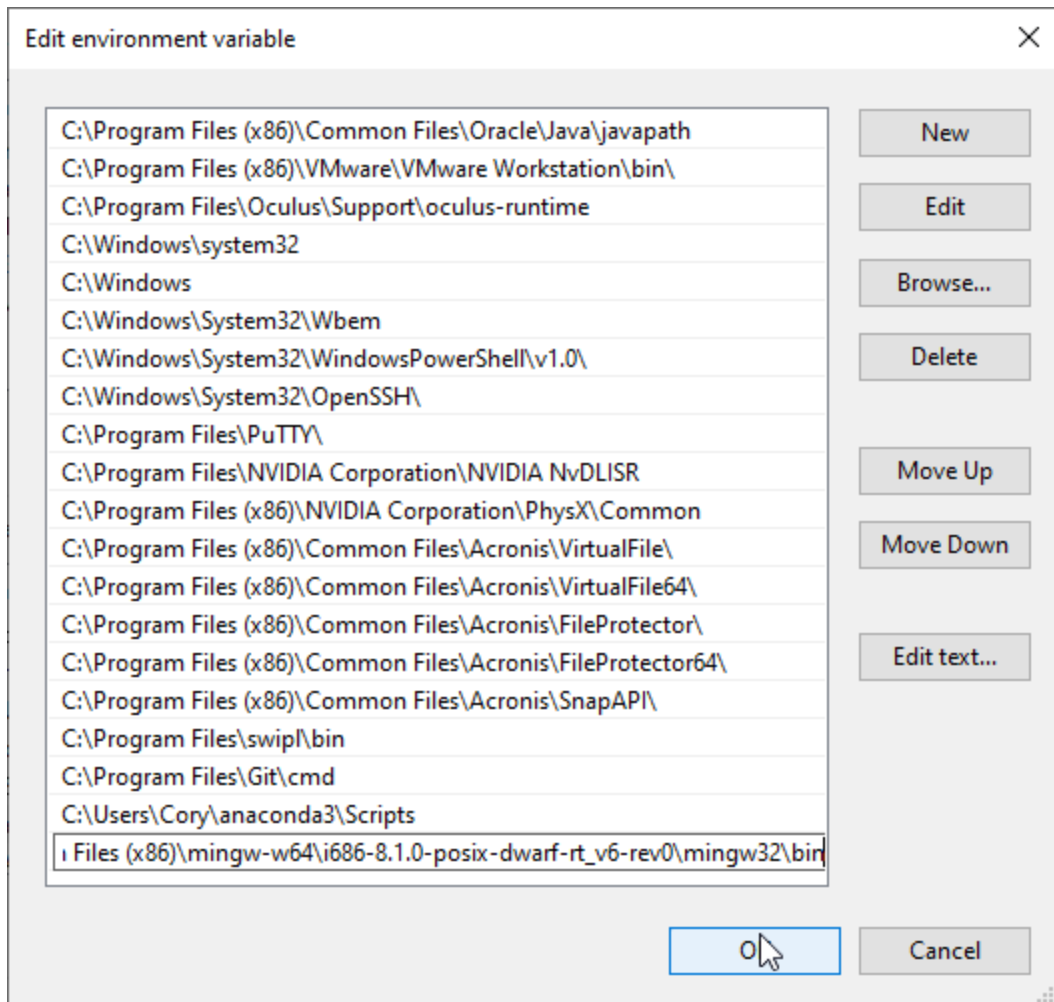 Edit environment variable
C:\Program Files (x86)\Common Files\Oracle\Java\javapath
C:\Program Files (x86)\VMware\VMware Workstation\bin\
C:\Program Files\Oculus\Support\oculus-runtime
C:\Windows\system32
C:\Windows
C:\Windows\System32\Wbem
C:\Windows\System32\WindowsPowerShell\v1.0\
C:\Windows\System32\OpenSSH\
C:\Program Files\PuTTY\
C:\Program Files\NVIDIA Corporation\NVIDIA NvDLISR
C:\Program Files (x86)\NVIDIA Corporation\PhysX\Common
C:\Program Files (x86)\Common Files\Acronis\VirtualFile\
C:\Program Files (x86)\Common Files\Acronis\VirtualFile64\
C:\Program Files (x86)\Common Files\Acronis\FileProtector\
C:\Program Files (x86)\Common Files\Acronis\FileProtector64\
C:\Program Files (x86)\Common Files\Acronis\SnapAPI\
C:\Program Files\swipl\bin
C:\Program Files\Git\cmd
C:\Users\Cory\anaconda3\Scripts
Files (x86)\mingw-w64\i686-8.1.0-posix-dwarf-rt_v6-rev0\mingw32\bin
New
Edit
Browse...
Delete
Move Up
Move Down
Edit text...
Cancel